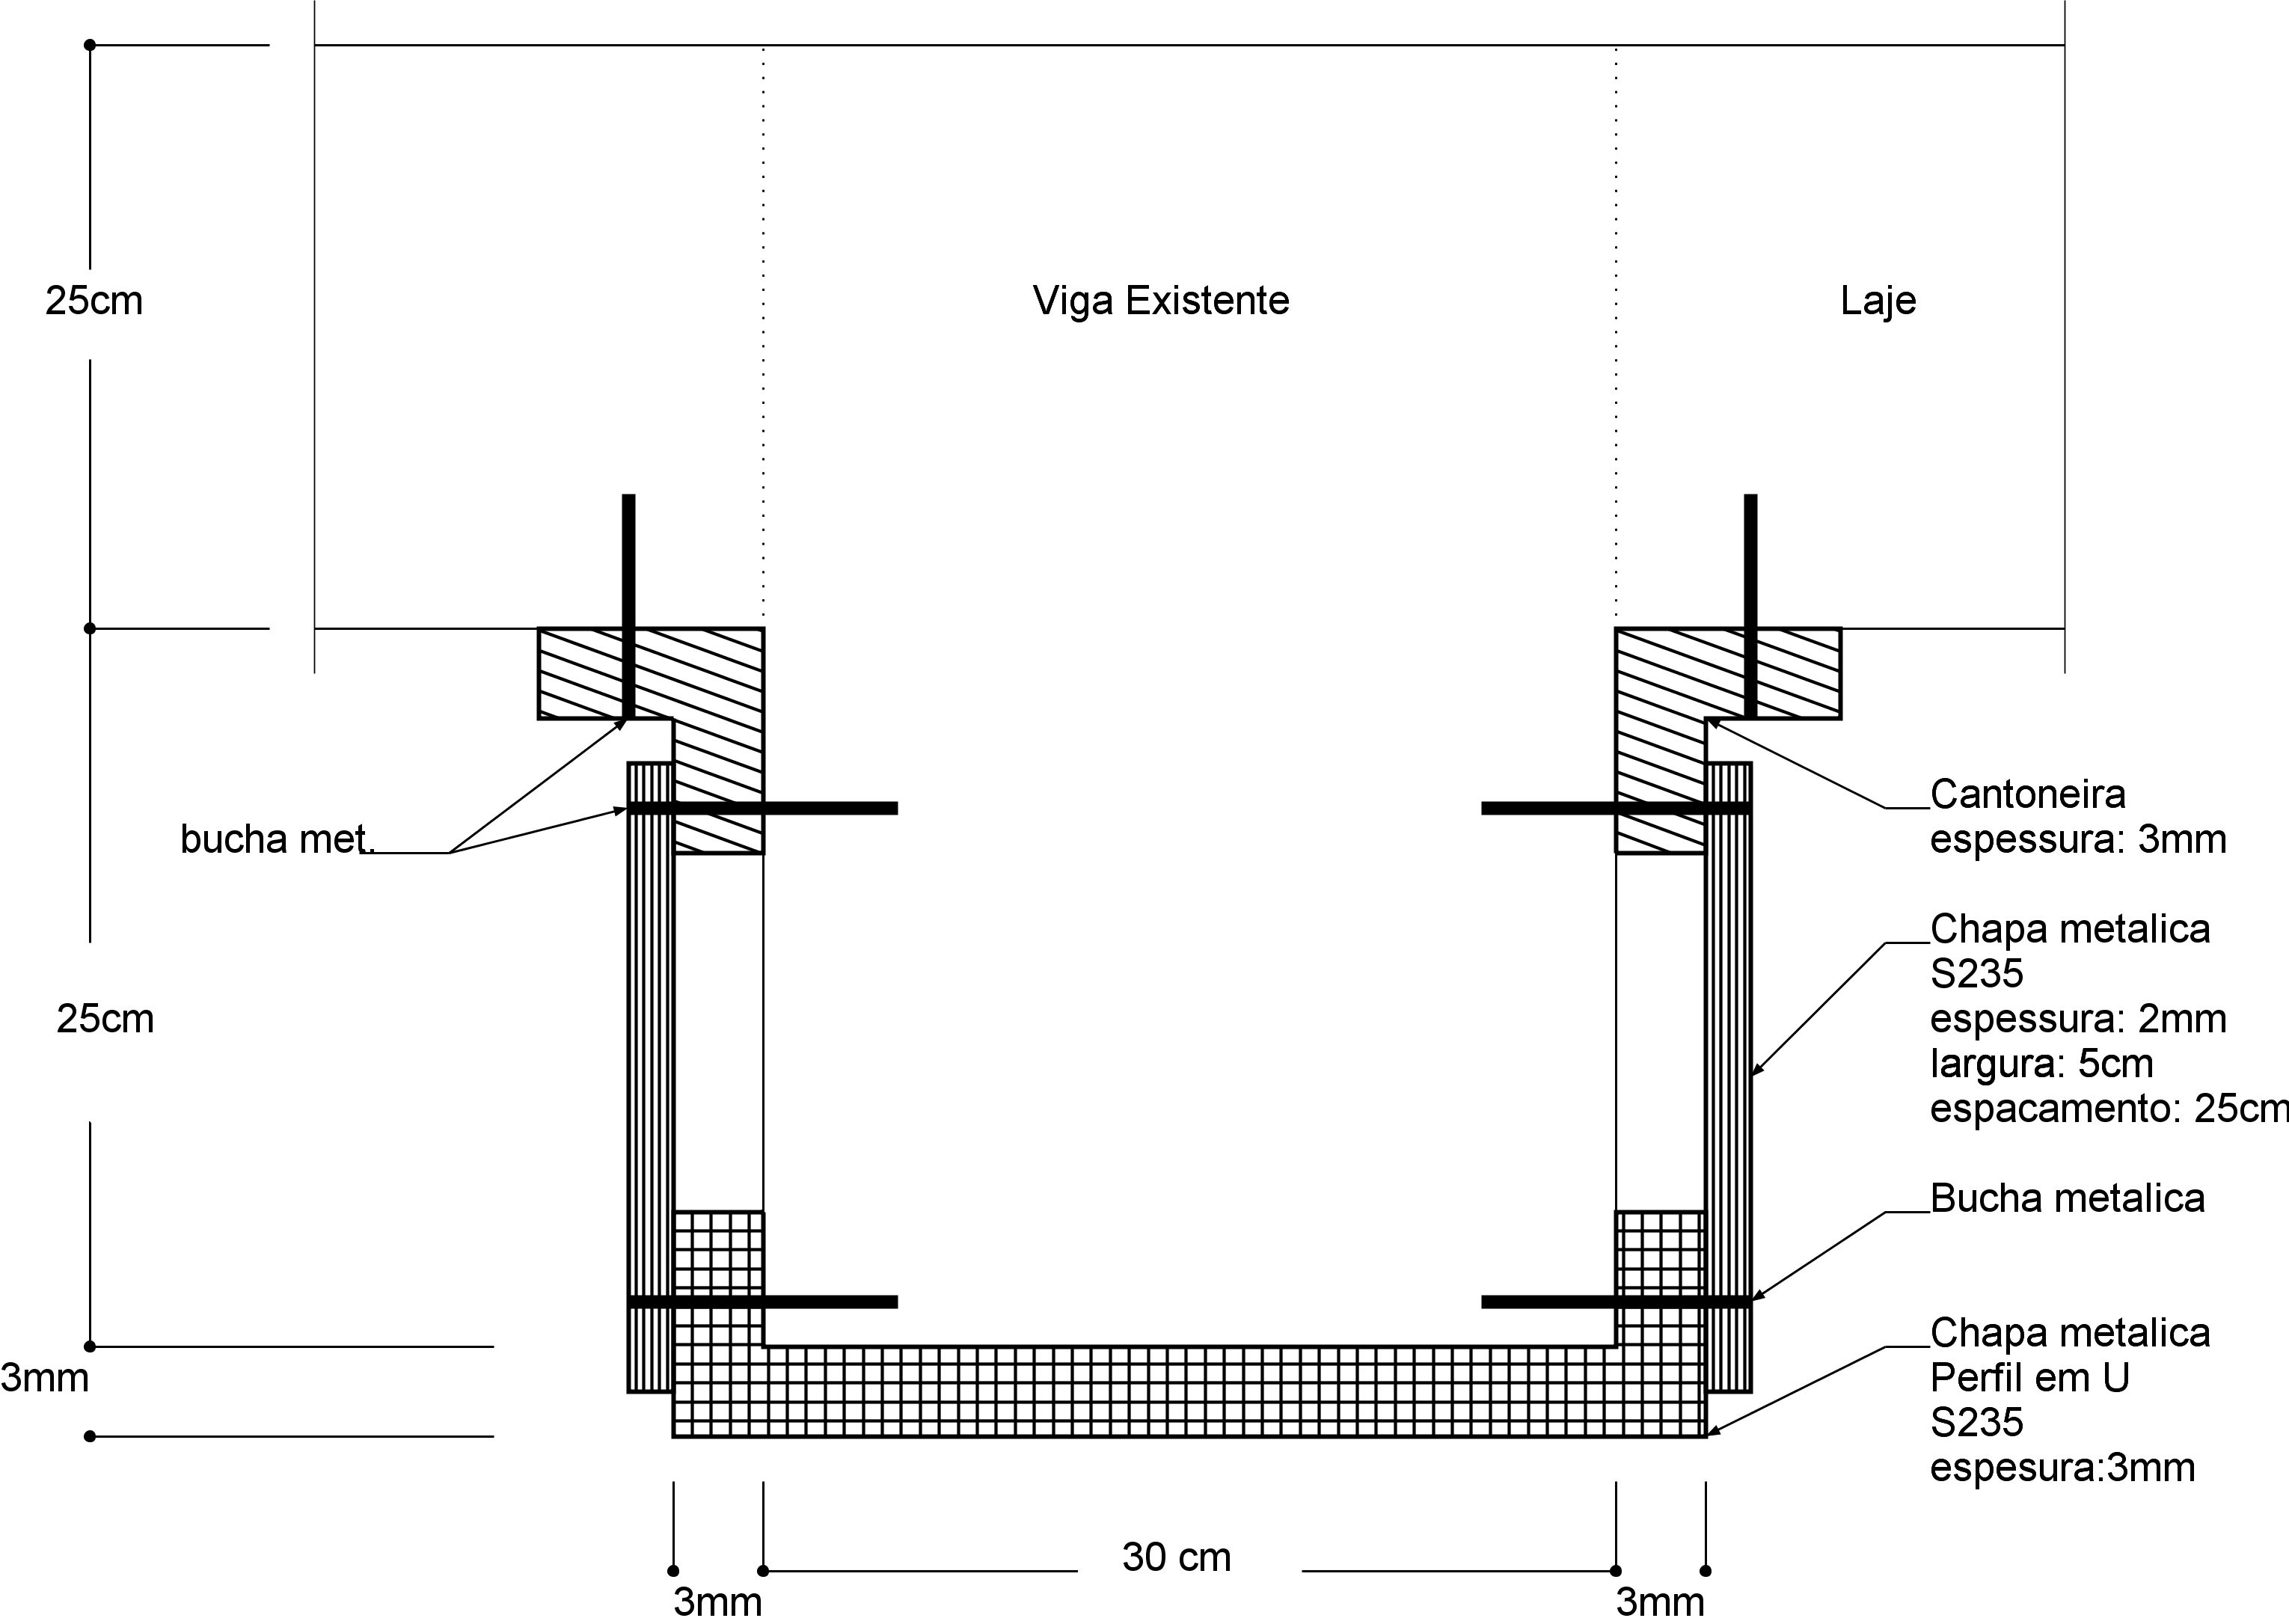 25cm
Viga Existente
Laje
bucha met.
25cm
3mm
Cantoneira
espessura: 3mm
Chapa metalica
S235
espessura: 2mm
largura: 5cm
espacamento: 25cm
Bucha metalica
Chapa metalica
Perfil em U
S235
espesura:3mm
30 cm
3mm
3mm